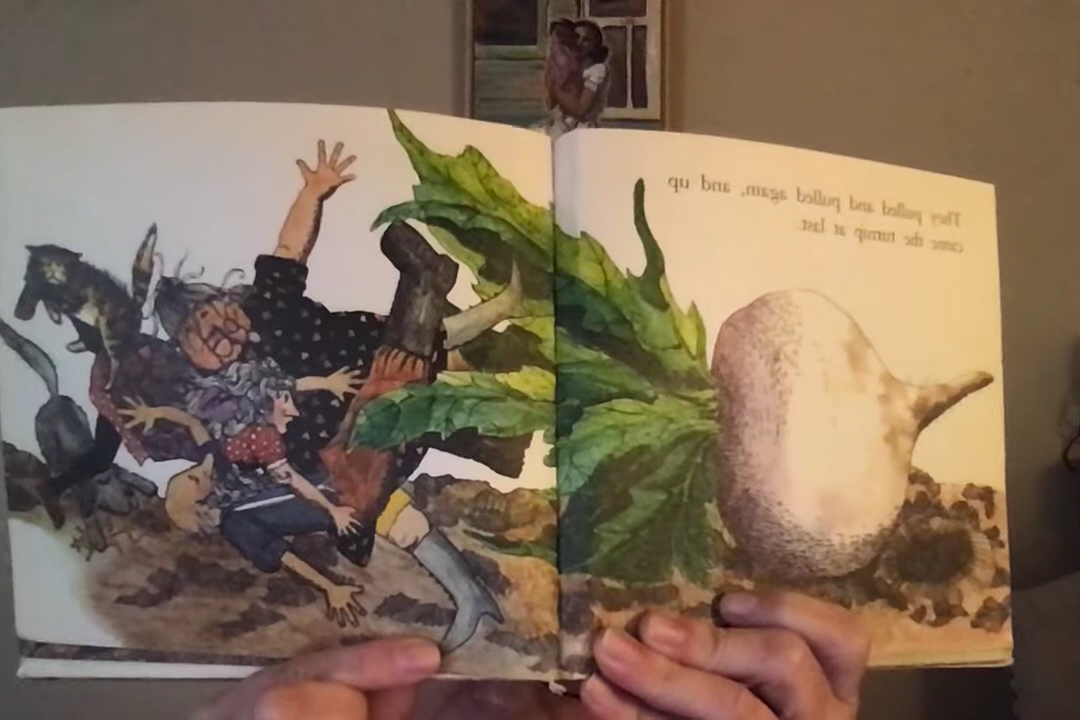 They pulled and pulled again, and up
came the turnip at last.